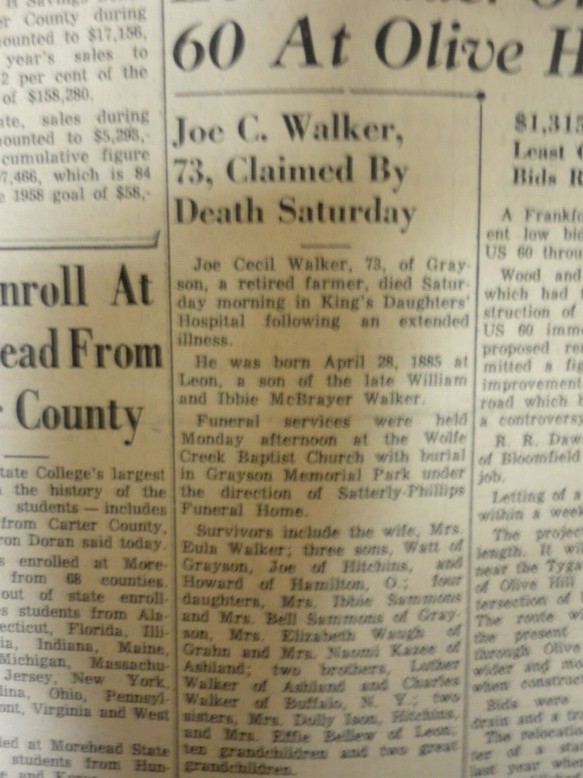 r County during
ounted to $17,156,
year's sales to
2 per cent of the
of $158,280.
ate, sales during
ounted to $5,293,-
cumulative figure
7,466, which is 84
1958 goal of $58,-
nroll At
ead From
County
tate College's largest
the history of the
students — includes
from Carter County,
ron Doran said today.
s enrolled at More-
from 68 counties.
out of state enroll-
s students from Ala-
ecticut, Florida, Illi-
ia, Indiana, Maine,
Michigan, Massachu-
Jersey, New York,
lina, Ohio, Pennsyl-
ont, Virginia and West
led at Morehead State
students from Hun-
60 At Olive H
Joe C. Walker,
73, Claimed By
Death Saturday
Joe Cecil Walker, 73, of Gray-
son, a retired farmer, died Satur-
day morning in King's Daughters'
Hospital following an extended
illness.
He was born April 28, 1885 at
Leon, a son of the late William
and Ibbie McBrayer Walker.
Funeral services were held
Monday afternoon at the Wolfe
Creek Baptist Church with burial
in Grayson Memorial Park under
the direction of Satterly-Phillips
Funeral Home.
Survivors include the wife, Mrs.
Eula Walker; three sons, Watt of
Grayson, Joe of Hitchins, and
Howard of Hamilton, O.; four
daughters, Mrs. Ibbie Sammons
and Mrs. Bell Sammons of Gray-
son, Mrs. Elizabeth Waugh of
Grahn and Mrs. Naomi Kazee of
Ashland; two brothers, Luther
Walker of Ashland and Charles
Walker of Buffalo, N. Y.; two
sisters, Mrs. Dolly Ison, Hitchins,
and Mrs. Effie Bellew of Leon;
ten grandchildren and two great
grandchildren.
$1,315
Least
Bids R
A Frankfo
ent low bid
US 60 throu
Wood and
which had
struction of
US 60 imm
proposed re
mitted a fig
improvement
road which
a controversy
R. R. Daw
of Bloomfield
job.
Letting of a
within a week
The project
length. It wi
near the Tyga
of Olive Hill
tersection of
The route wi
the present
through Olive
wider and mo
when construc
Bids were
drain and a tr
The relocatio
ter of a stat
last year when